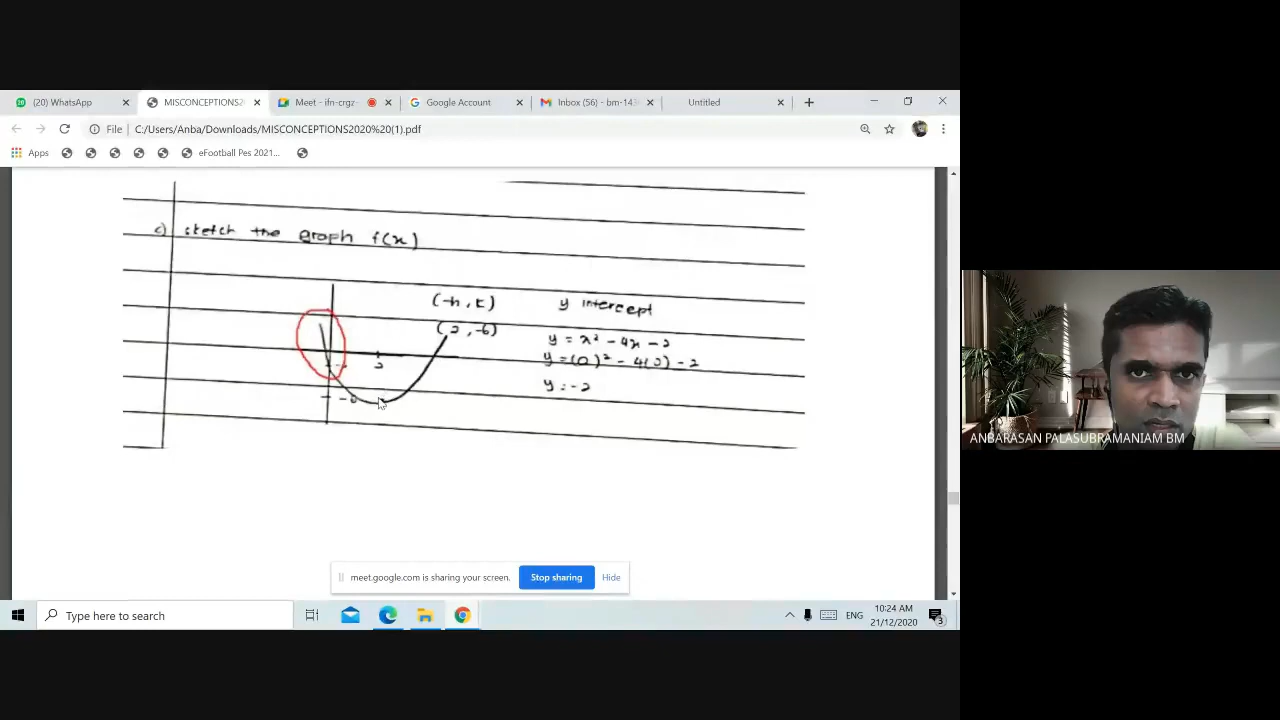 (20) WhatsApp
MISCONCEPTIONS2
Meet - ifn-crgz-
Google Account
Inbox (56) - bm-143
Untitled
File C:/Users/Anba/Downloads/MISCONCEPTIONS2020%20(1).pdf
Apps
eFootball Pes 2021...
c) sketch the graph f(x)
(-h, k)
(2, -6)
2
y intercept
y = x² - 4x - 2
y = (0)² - 4(0) - 2
y = -2
ANBARASAN PALASUBRAMANIAM BM
meet.google.com is sharing your screen.
Stop sharing
Hide
Type here to search
ENG
10:24 AM
21/12/2020
3